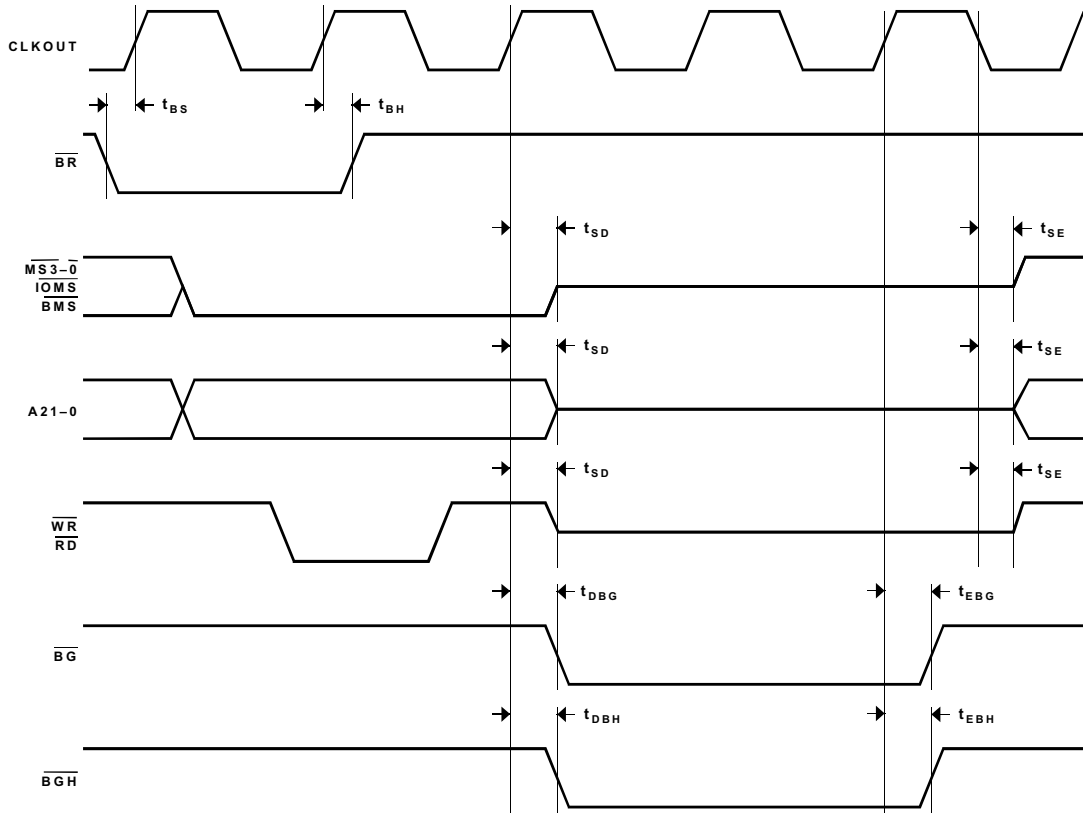 CLKOUT
tBS
tBH
BR
tSD
tSE
MS3–0
IOMS
BMS
tSD
tSE
A21–0
tSD
tSE
WR
RD
tDBG
tEBG
BG
tDBH
tEBH
BGH